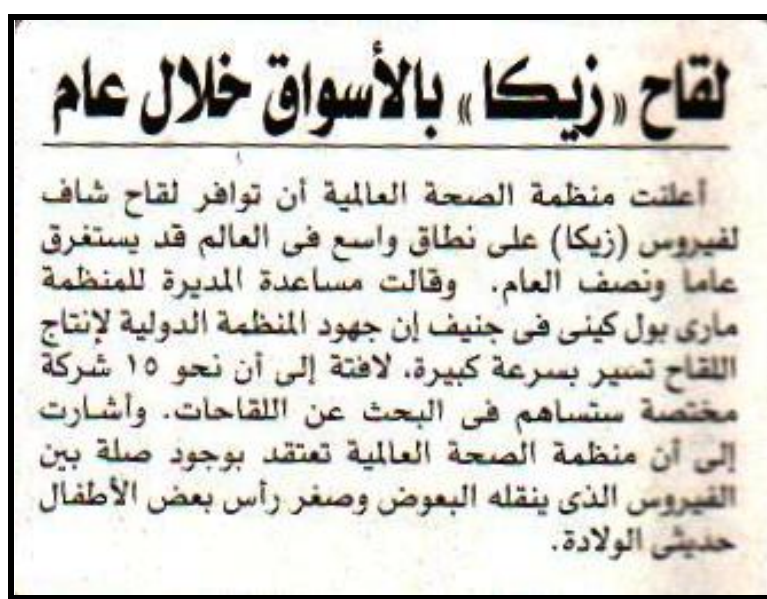 لقاح «زيكا» بالأسواق خلال عام
أعلنت منظمة الصحة العالمية أن توافر لقاح شاف
لفيروس (زيكا) على نطاق واسع فى العالم قد يستغرق
عاما ونصف العام. وقالت مساعدة المديرة للمنظمة
مارى بول كينى فى جنيف إن جهود المنظمة الدولية لإنتاج
اللقاح تسير بسرعة كبيرة. لافتة إلى أن نحو ١٥ شركة
مختصة ستساهم فى البحث عن اللقاحات. وأشارت
إلى أن منظمة الصحة العالمية تعتقد بوجود صلة بين
الفيروس الذى ينقله البعوض وصغر رأس بعض الأطفال
حديثى الولادة.